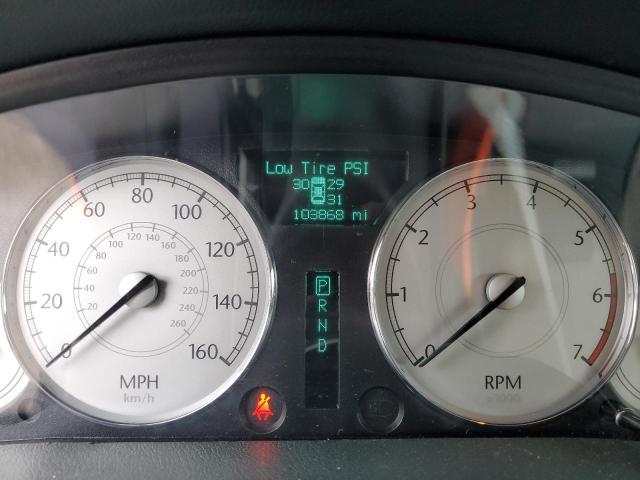 Low Tire PSI
30 29
31
103868 mi
0 20 40 60 80 100 120 140 160
20 40 60 80 100 120 140 160 180 200 220 240 260
MPH
km/h
P
R
N
D
0 1 2 3 4 5 6 7
RPM
x1000